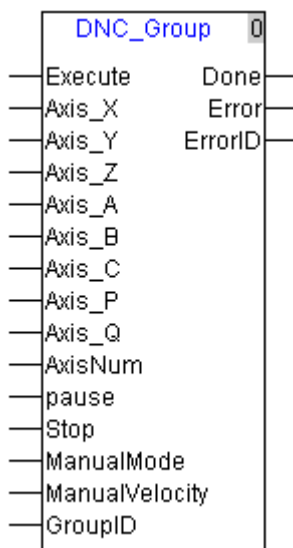 DNC_Group 0
Execute Done
Axis_X Error
Axis_Y ErrorID
Axis_Z
Axis_A
Axis_B
Axis_C
Axis_P
Axis_Q
AxisNum
pause
Stop
ManualMode
ManualVelocity
GroupID